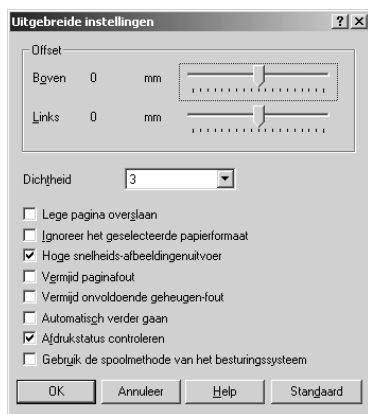 Uitgebreide instellingen
Offset
Boven 0 mm
Links 0 mm
Dichtheid 3
Lege pagina overslaan
Ignoreer het geselecteerde papierformaat
Hoge snelheids-afbeeldingenuitvoer
Vermijd paginafout
Vermijd onvoldoende geheugen-fout
Automatisch verder gaan
Afdrukstatus controleren
Gebruik de spoolmethode van het besturingssysteem
OK Annuleer Help Standaard